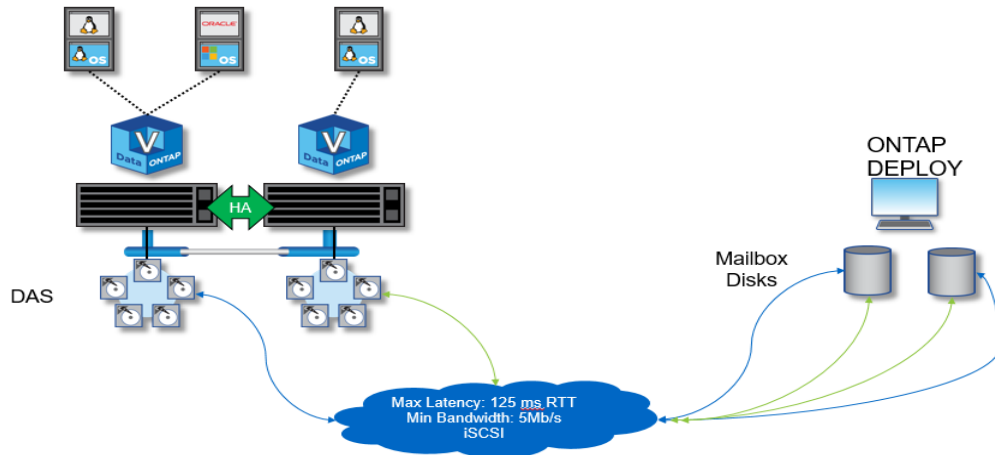 ORACLE
OS
OS
OS
V
Data ONTAP
V
Data ONTAP
ONTAP
DEPLOY
HA
Mailbox
Disks
DAS
Max Latency: 125 ms RTT
Min Bandwidth: 5Mb/s
iSCSI